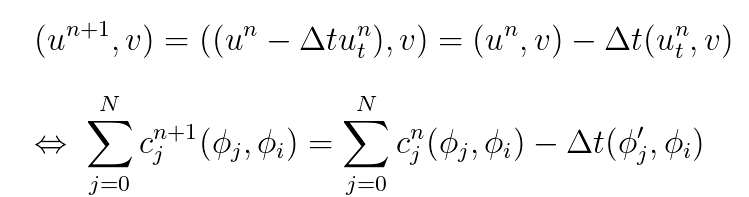 $(u^{n+1}, v) = ((u^n - \Delta t u_t^n), v) = (u^n, v) - \Delta t(u_t^n, v)$
$\Leftrightarrow \sum_{j=0}^{N} c_j^{n+1}(\phi_j, \phi_i) = \sum_{j=0}^{N} c_j^n(\phi_j, \phi_i) - \Delta t(\phi_j', \phi_i)$